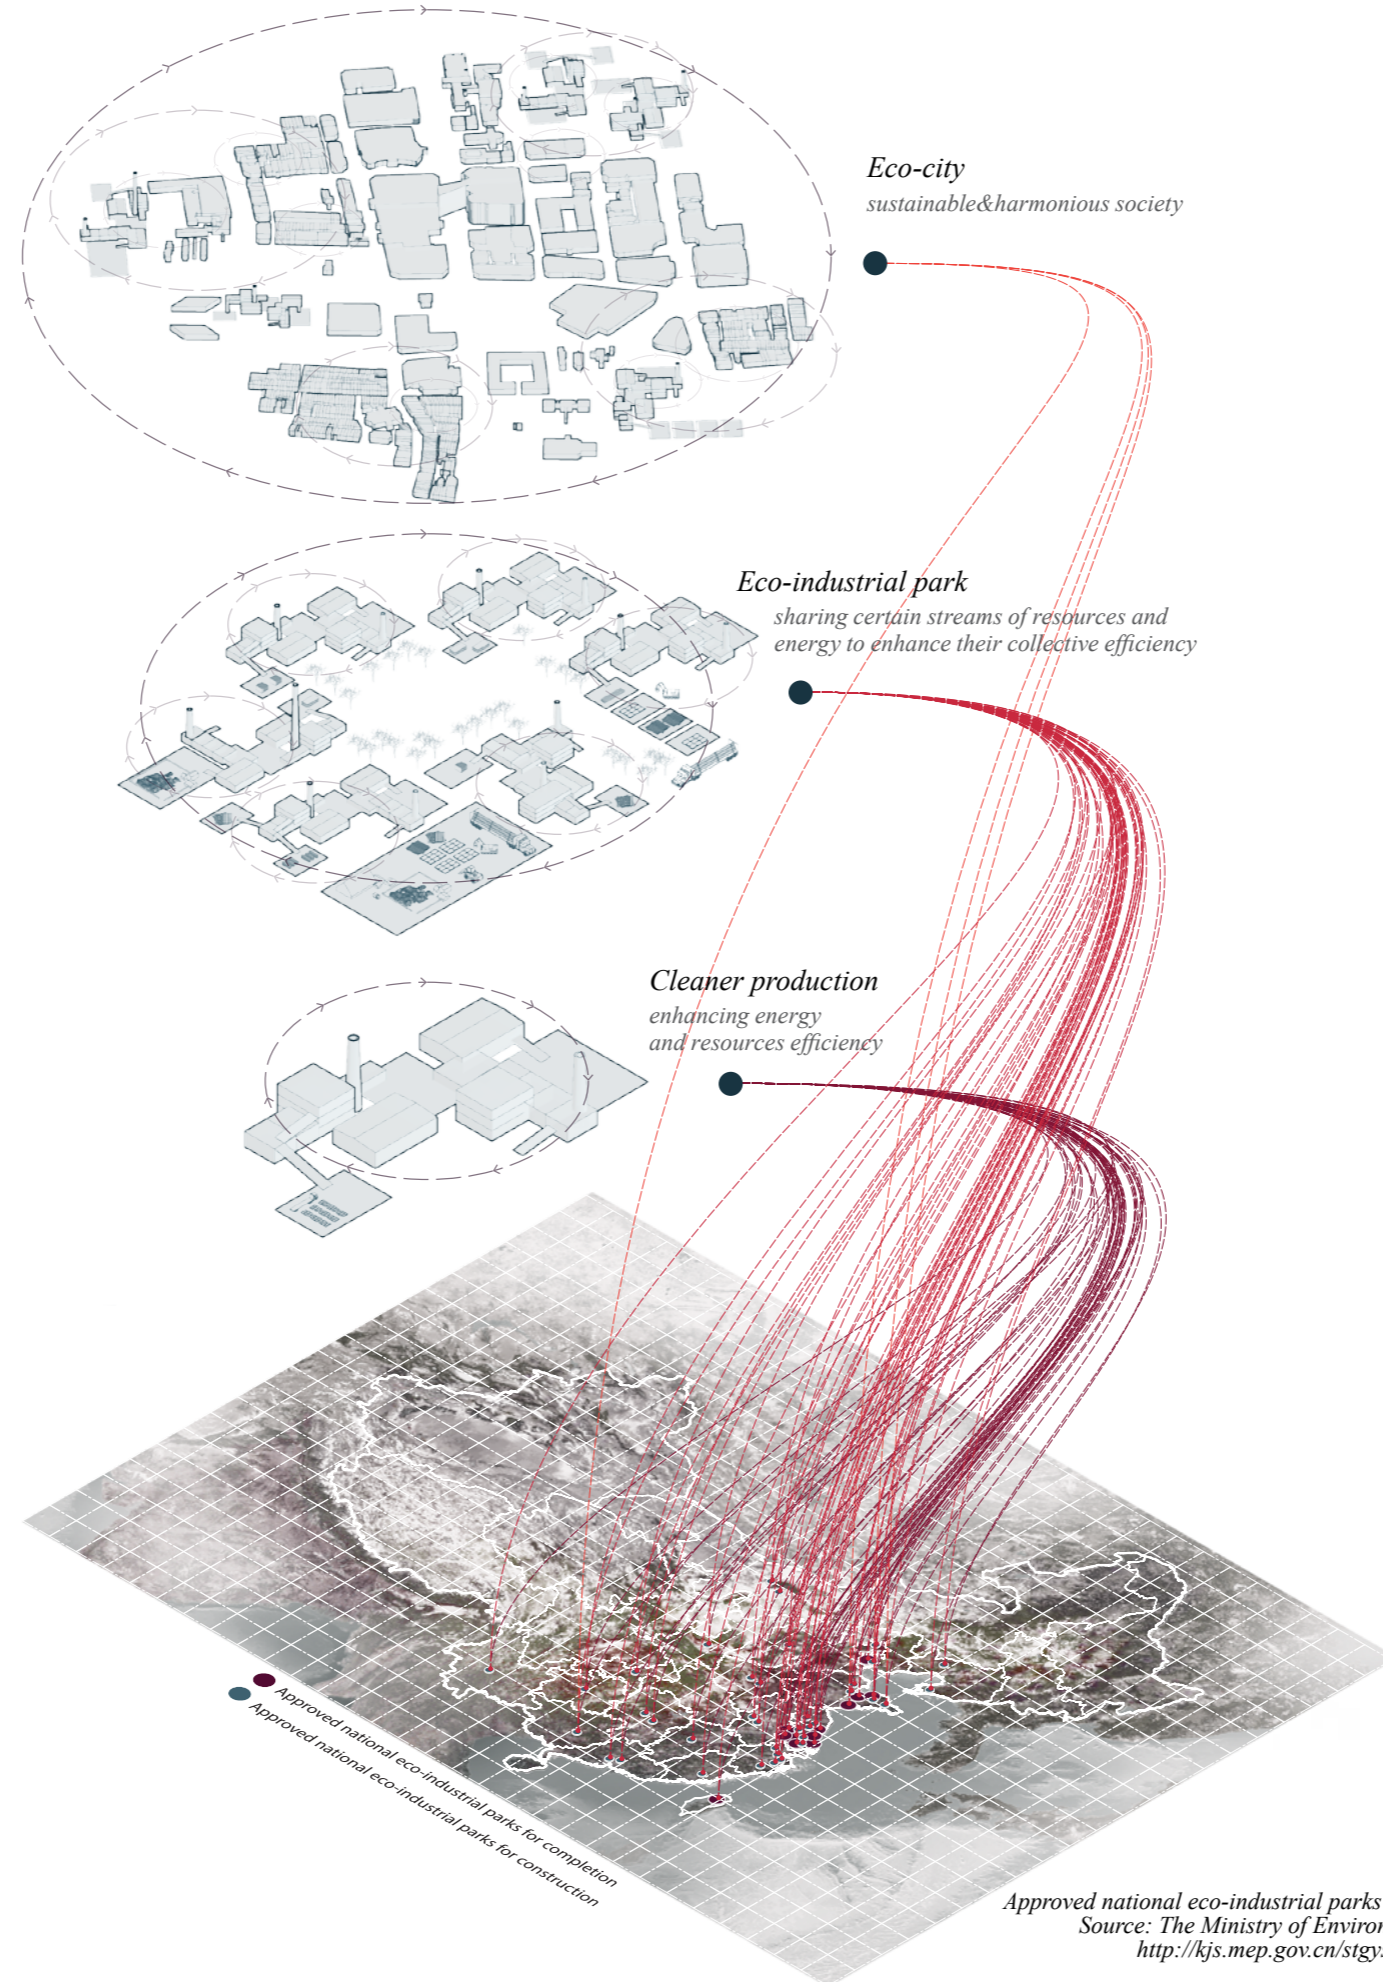 Eco-city
sustainable&harmonious society
Eco-industrial park
sharing certain streams of resources and
energy to enhance their collective efficiency
Cleaner production
enhancing energy
and resources efficiency
Approved national eco-industrial parks for completion
Approved national eco-industrial parks for construction
Approved national eco-industrial parks
Source: The Ministry of Environ
http://kjs.mep.gov.cn/stgys